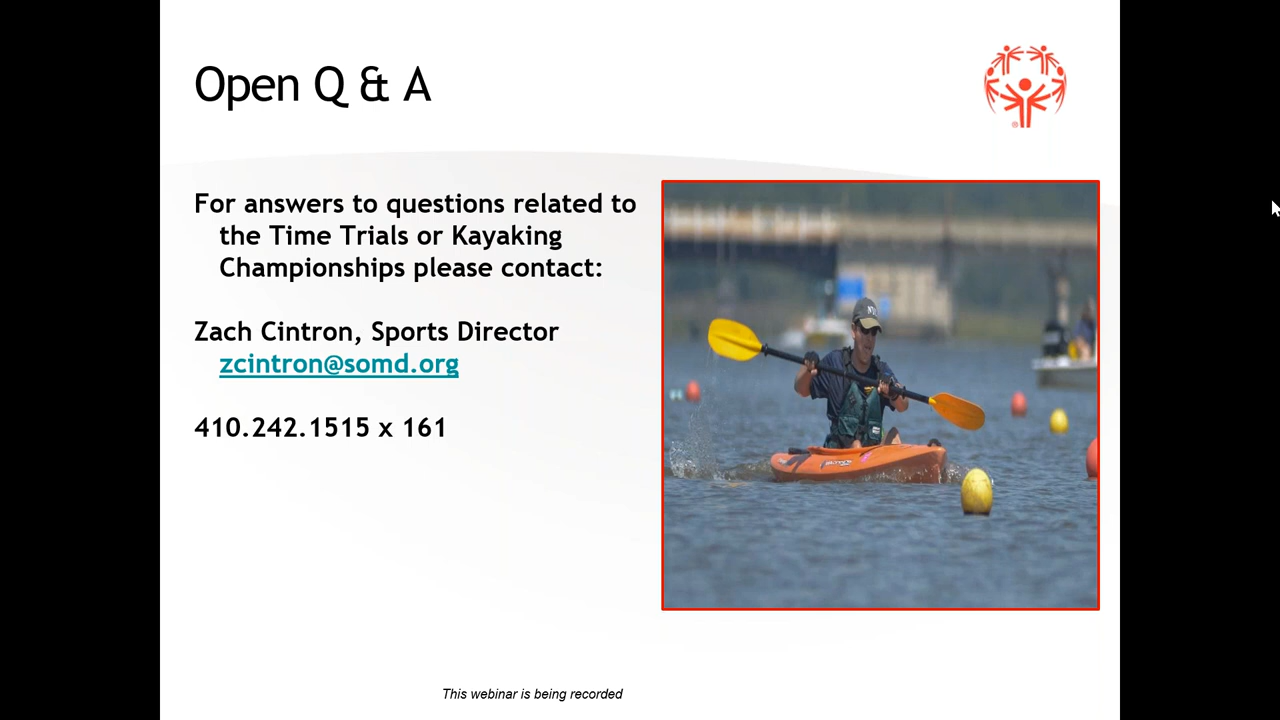 Open Q & A
For answers to questions related to
the Time Trials or Kayaking
Championships please contact:
Zach Cintron, Sports Director
zcintron@somd.org
410.242.1515 x 161
This webinar is being recorded